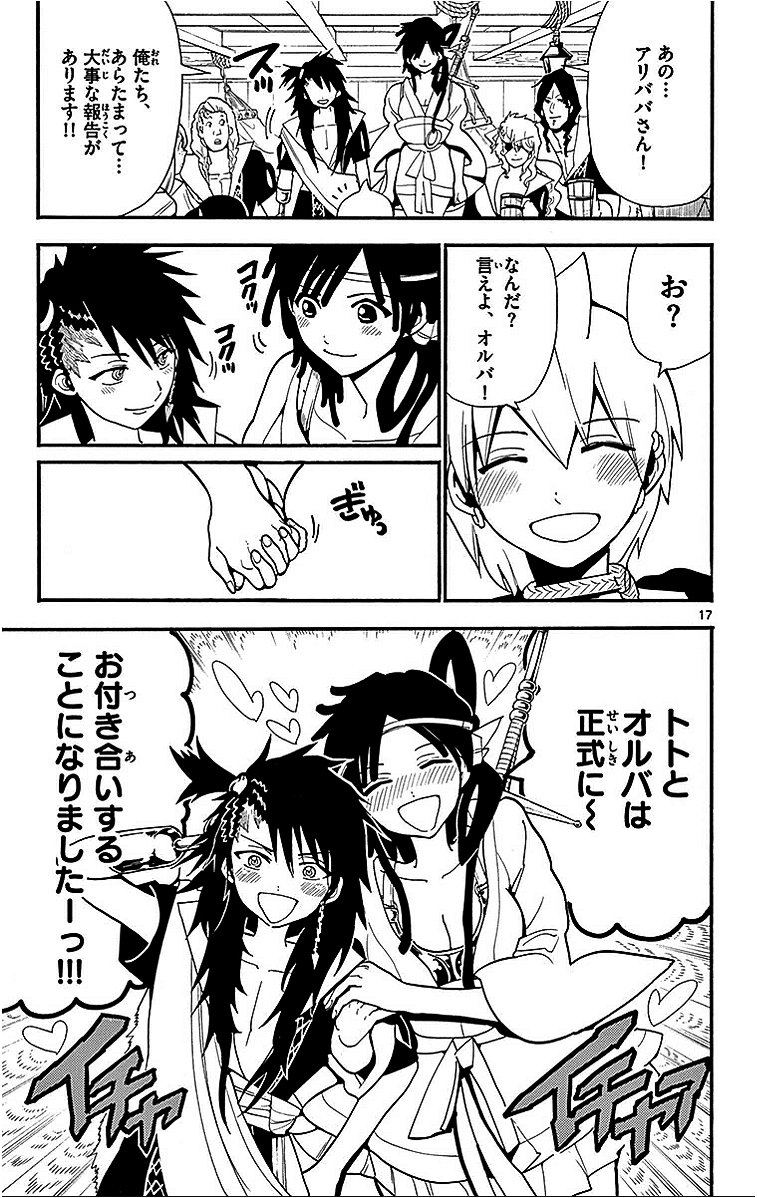 あの…
アリババさん！
スッ
俺たち、
あらたまって…
大事な報告が
あります!!
お？
なんだ？
言えよ、オルバ！
コクッ
コクッ
ぎゅっ
17
トトと
オルバは
正式に〜
お付き合いする
ことになりましたーっ!!!
イチャ
イチャ